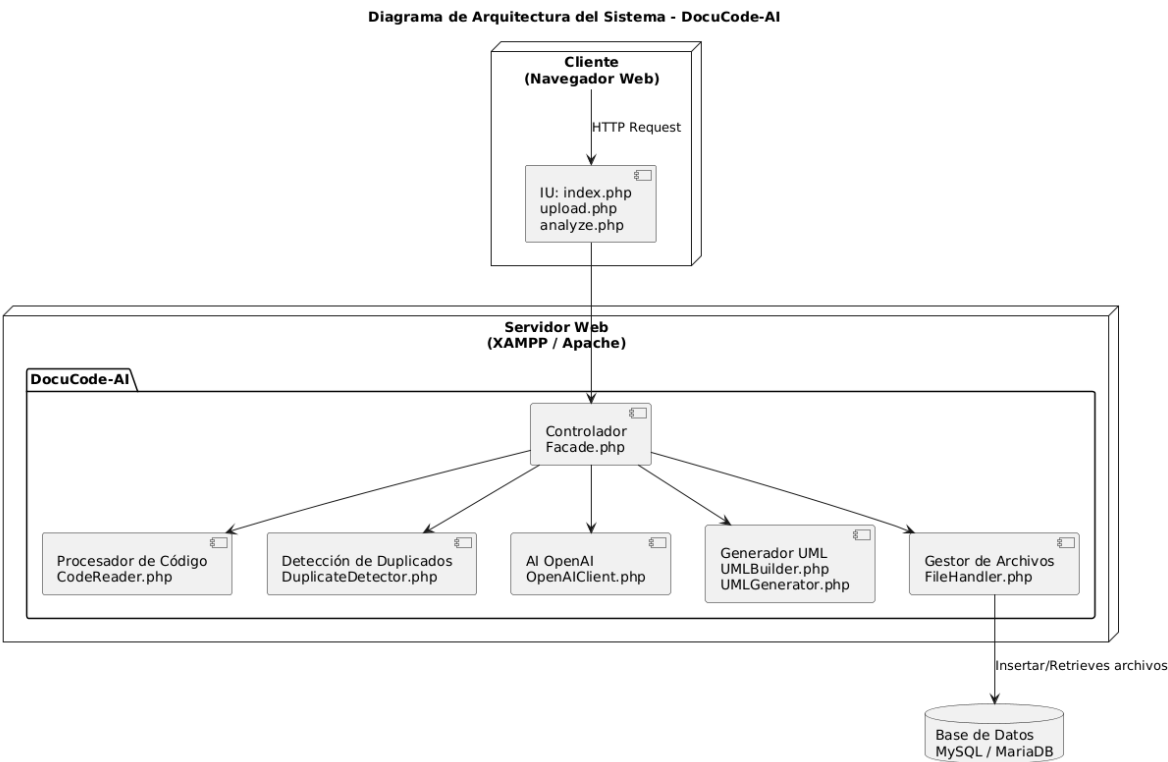 Diagrama de Arquitectura del Sistema - DocuCode-AI
Cliente
(Navegador Web)
HTTP Request
IU: index.php
upload.php
analyze.php
Servidor Web
(XAMPP / Apache)
DocuCode-AI
Controlador
Facade.php
Procesador de Código
CodeReader.php
Detección de Duplicados
DuplicateDetector.php
AI OpenAI
OpenAIClient.php
Generador UML
UMLBuilder.php
UMLGenerator.php
Gestor de Archivos
FileHandler.php
Insertar/Retrieves archivos
Base de Datos
MySQL / MariaDB